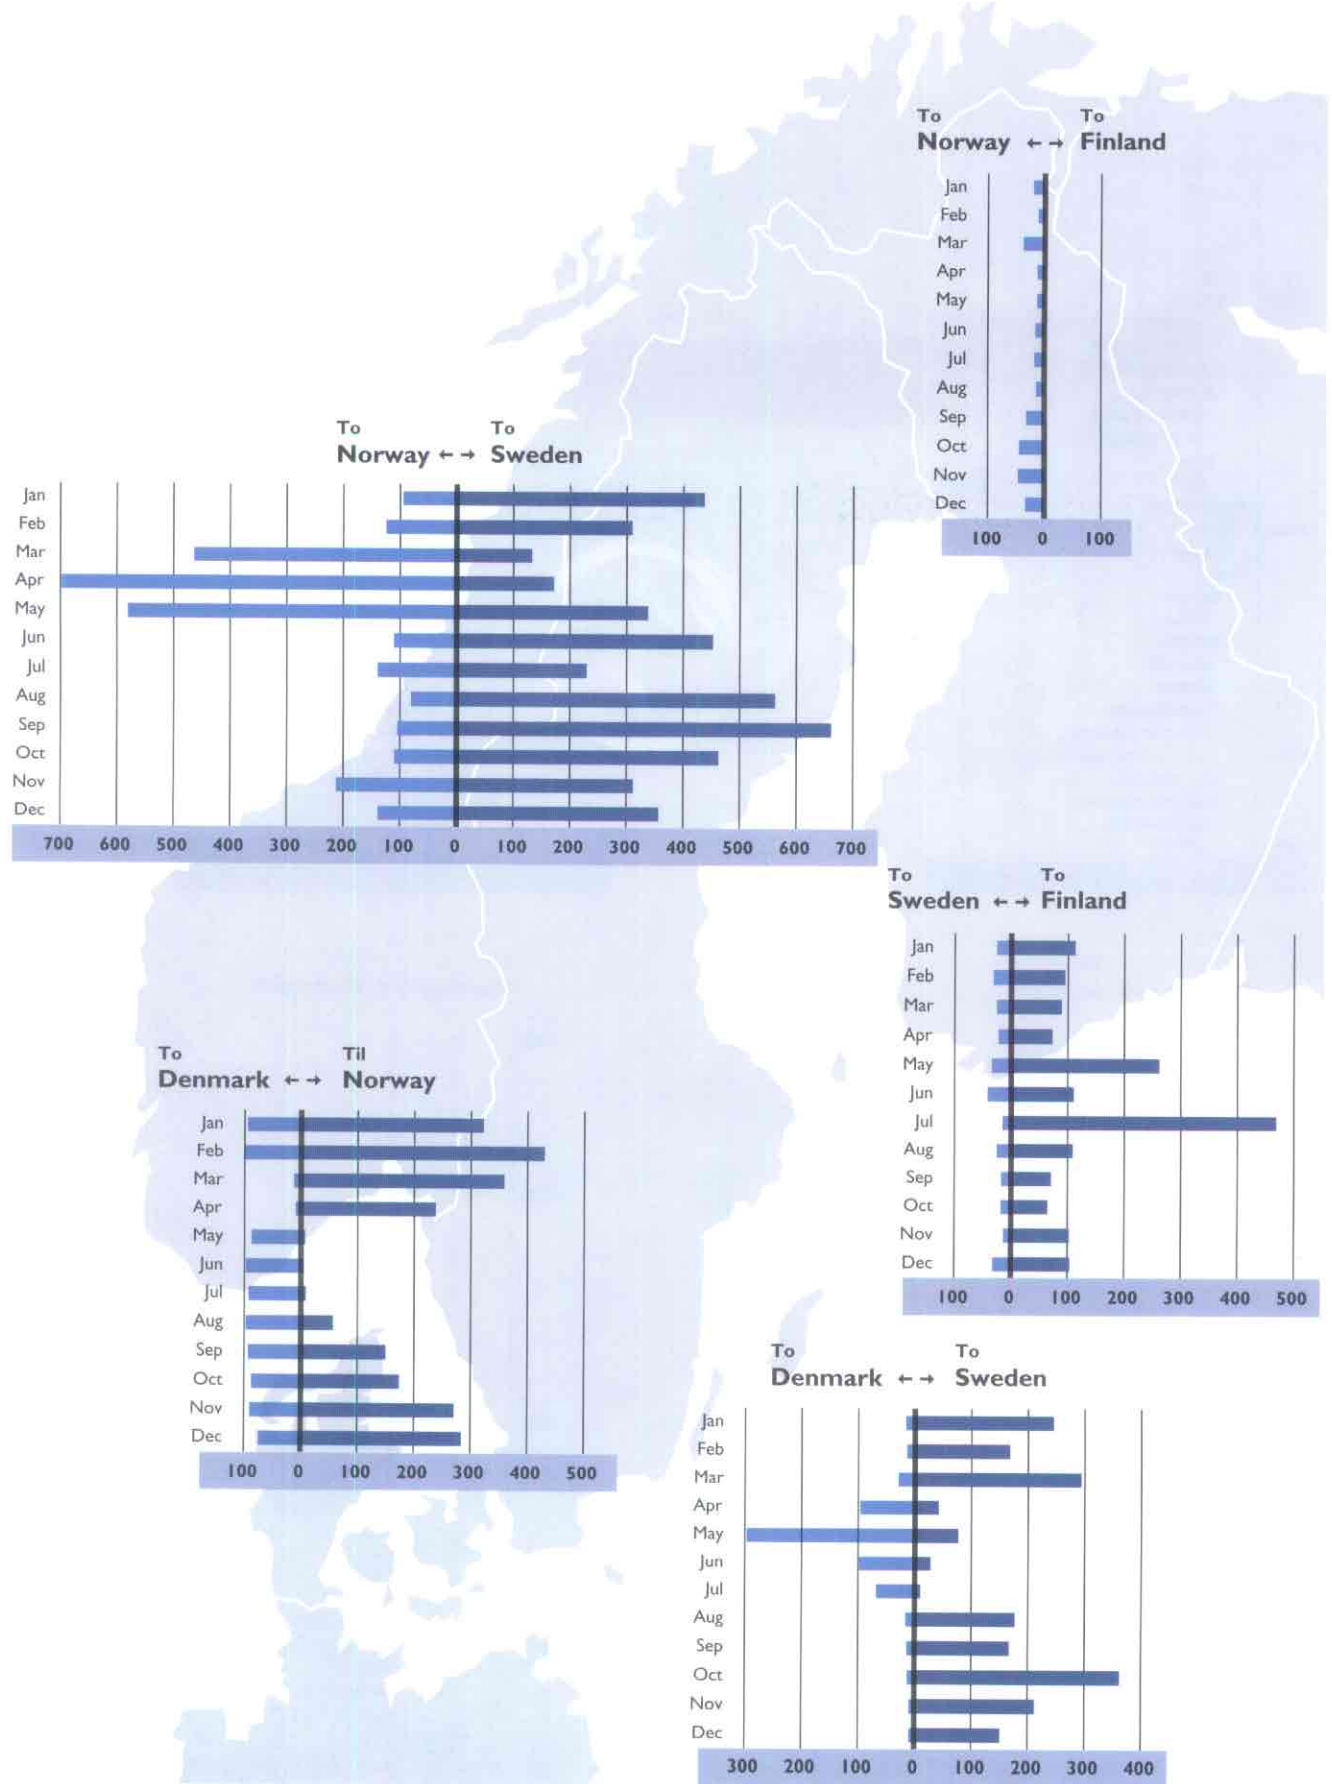 To To
Norway ← → Finland
Jan
Feb
Mar
Apr
May
Jun
Jul
Aug
Sep
Oct
Nov
Dec
100 0 100
To To
Norway ← → Sweden
Jan
Feb
Mar
Apr
May
Jun
Jul
Aug
Sep
Oct
Nov
Dec
700 600 500 400 300 200 100 0 100 200 300 400 500 600 700
To To
Sweden ← → Finland
Jan
Feb
Mar
Apr
May
Jun
Jul
Aug
Sep
Oct
Nov
Dec
100 0 100 200 300 400 500
To Til
Denmark ← → Norway
Jan
Feb
Mar
Apr
May
Jun
Jul
Aug
Sep
Oct
Nov
Dec
100 0 100 200 300 400 500
To To
Denmark ← → Sweden
Jan
Feb
Mar
Apr
May
Jun
Jul
Aug
Sep
Oct
Nov
Dec
300 200 100 0 100 200 300 400